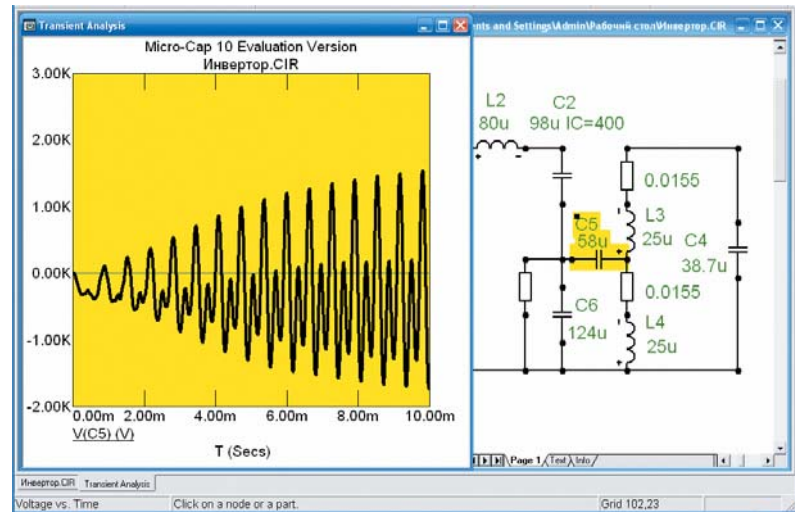 Transient Analysis
Micro-Cap 10 Evaluation Version
Инвертор.CIR
3.00K
2.00K
1.00K
0.00K
-1.00K
-2.00K
0.00m 2.00m 4.00m 6.00m 8.00m 10.00m
V(C5) (V)
T (Secs)
nts and Settings\Admin\Рабочий стол\Инвертор.CIR
L2
80u
C2
98u IC=400
0.0155
L3
25u
C4
38.7u
C5
58u
0.0155
C6
124u
L4
25u
Page 1 Text Info
Инвертор.CIR Transient Analysis
Voltage vs. Time Click on a node or a part. Grid 102,23